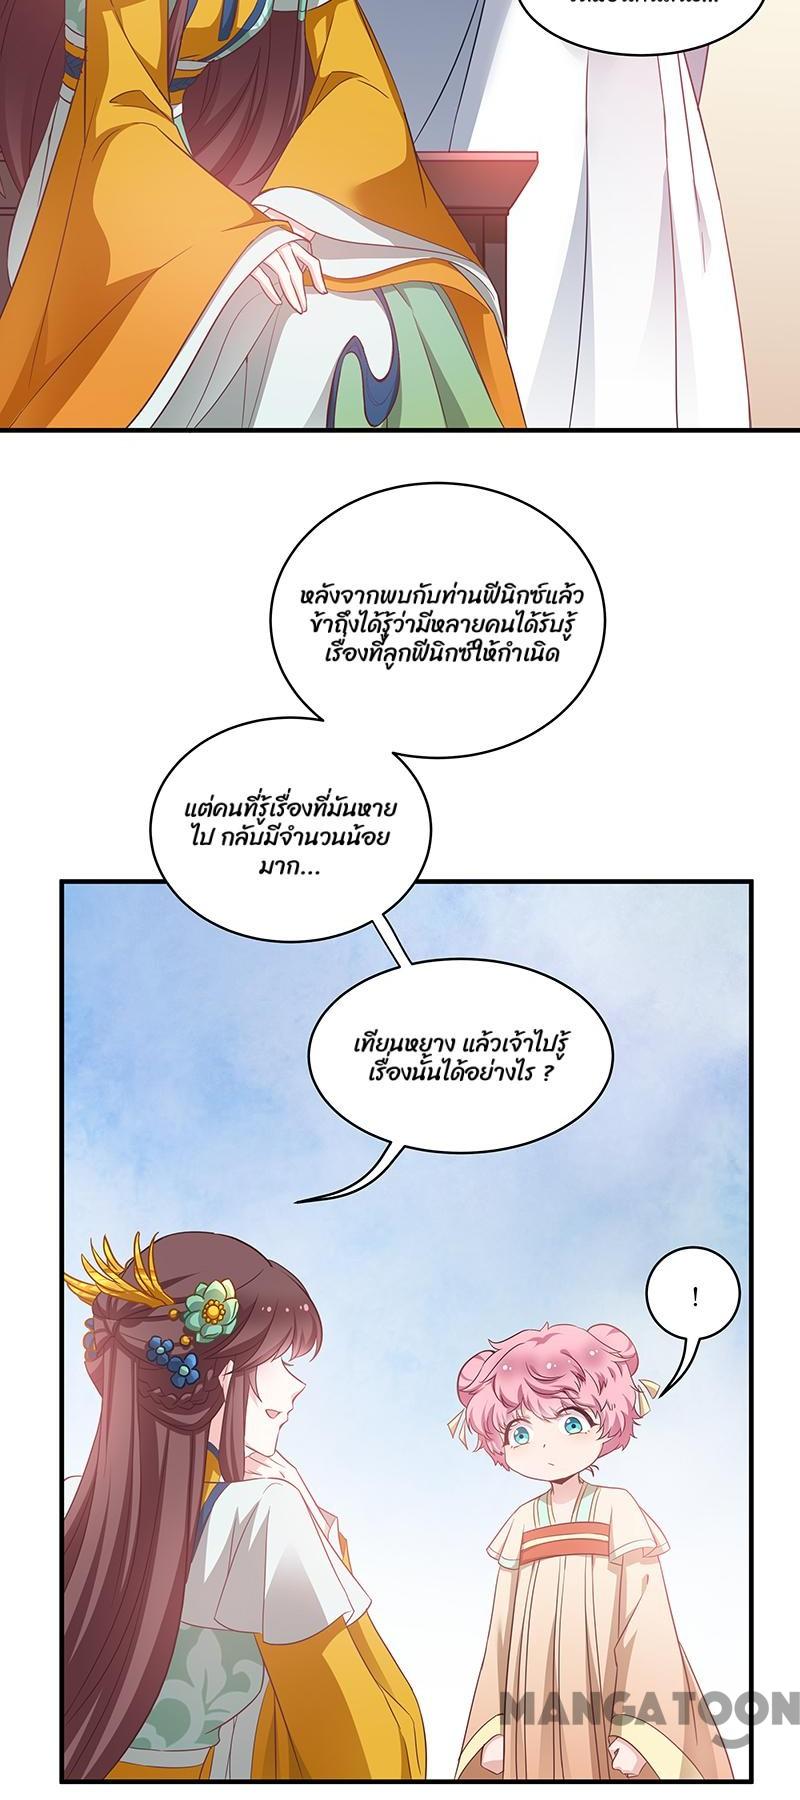 หลังจากพบกับท่านฟีนิกซ์แล้ว
ข้าถึงได้รู้ว่ามีหลายคนได้รับรู้
เรื่องที่ลูกฟีนิกซ์ให้กำเนิด
แต่คนที่รู้เรื่องที่มันหาย
ไป กลับมีจำนวนน้อย
มาก...
เทียนหยาง แล้วเจ้าไปรู้
เรื่องนั้นได้อย่างไร ?
!
MANGATOON